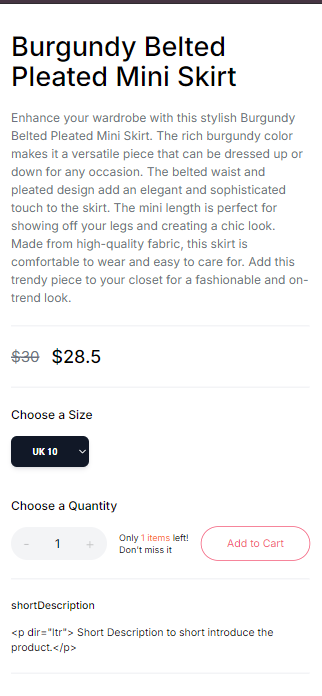 Burgundy Belted
Pleated Mini Skirt
Enhance your wardrobe with this stylish Burgundy
Belted Pleated Mini Skirt. The rich burgundy color
makes it a versatile piece that can be dressed up or
down for any occasion. The belted waist and
pleated design add an elegant and sophisticated
touch to the skirt. The mini length is perfect for
showing off your legs and creating a chic look.
Made from high-quality fabric, this skirt is
comfortable to wear and easy to care for. Add this
trendy piece to your closet for a fashionable and on-
trend look.
$30 $28.5
Choose a Size
UK 10
Choose a Quantity
- 1 +
Only 1 items left!
Don't miss it
Add to Cart
shortDescription
<p dir="ltr"> Short Description to short introduce the
product.</p>